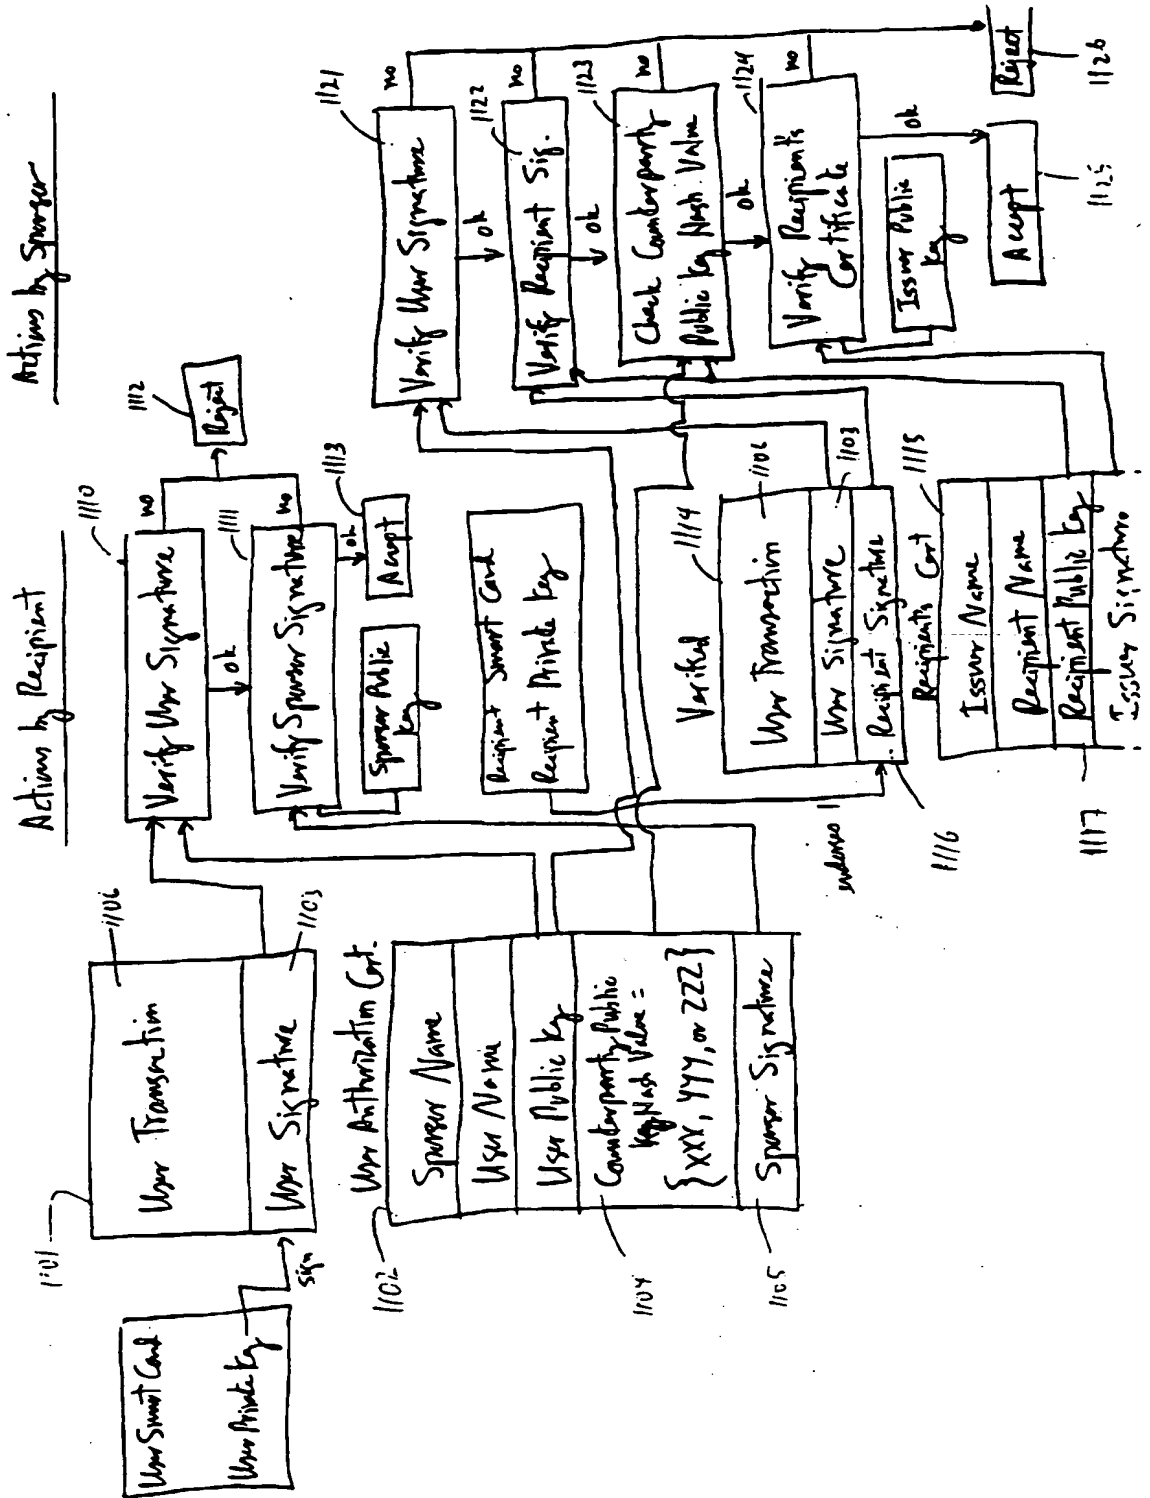 Actions by Recipient
Actions by Sponsor
User Smart Card
User Private Key
sign
1101
User Transaction
1106
User Signature
1103
User Authorization Cert.
1102
Sponsor Name
User Name
User Public Key
Counterparty Public
Key Hash Value =
{XXX, YYY, or ZZZ}
1104
Sponsor Signature
1105
1110
Verify User Signature
no
ok
1111
Verify Sponsor Signature
no
ok
1112
Reject
1113
Accept
Sponsor Public
Key
Recipient Smart Card
Recipient Private Key
endorses
Verified
1114
User Transaction
1106
User Signature
1103
Recipient Signature
1116
Recipients Cert
1115
Issuer Name
Recipient Name
Recipient Public Key
1117
Issuer Signature
1121
Verify User Signature
no
ok
1122
Verify Recipient Sig.
no
ok
1123
Check Counterparty
Public Key Hash Value
no
ok
1124
Verify Recipients
Certificate
no
ok
Issuer Public
Key
Accept
1125
Reject
1126